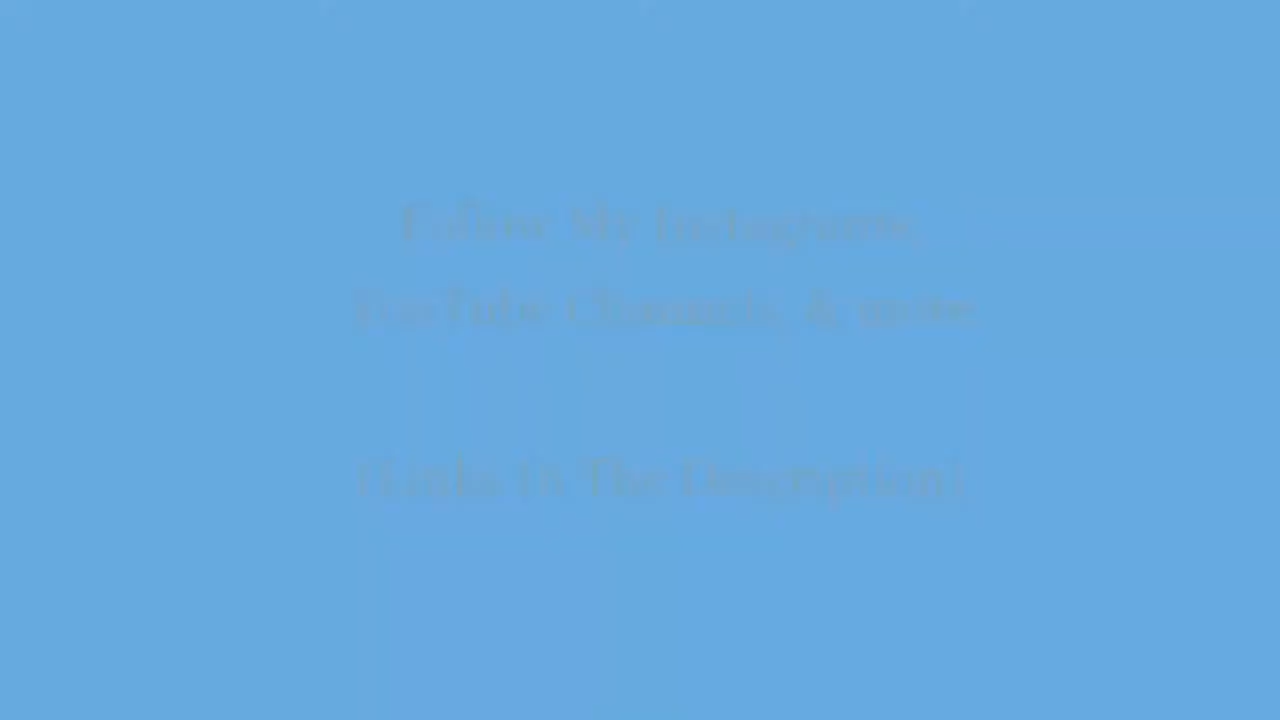 Follow My Instagram,
YouTube Channels, & more
(Links In The Description)